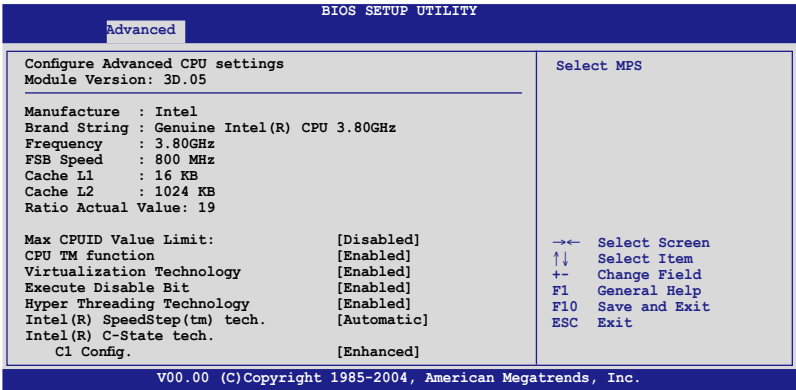 BIOS SETUP UTILITY
Advanced
Configure Advanced CPU settings
Module Version: 3D.05
Manufacture : Intel
Brand String : Genuine Intel(R) CPU 3.80GHz
Frequency : 3.80GHz
FSB Speed : 800 MHz
Cache L1 : 16 KB
Cache L2 : 1024 KB
Ratio Actual Value: 19
Max CPUID Value Limit: [Disabled]
CPU TM function [Enabled]
Virtualization Technology [Enabled]
Execute Disable Bit [Enabled]
Hyper Threading Technology [Enabled]
Intel(R) SpeedStep(tm) tech. [Automatic]
Intel(R) C-State tech.
C1 Config. [Enhanced]
Select MPS
→← Select Screen
↑↓ Select Item
+- Change Field
F1 General Help
F10 Save and Exit
ESC Exit
V00.00 (C)Copyright 1985-2004, American Megatrends, Inc.